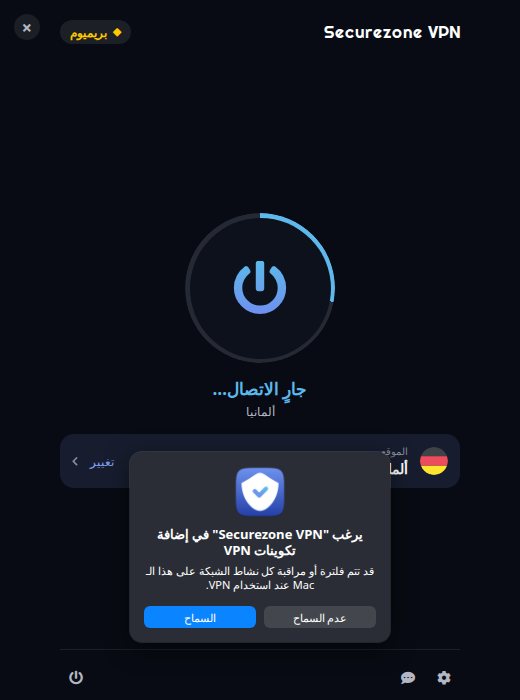 Securezone VPN
بريميوم
جارٍ الاتصال...
ألمانيا
الموقع
تغيير
يرغب "Securezone VPN" في إضافة
تكوينات VPN
قد تتم فلترة أو مراقبة كل نشاط الشبكة على هذا الـ
Mac عند استخدام VPN.
عدم السماح
السماح